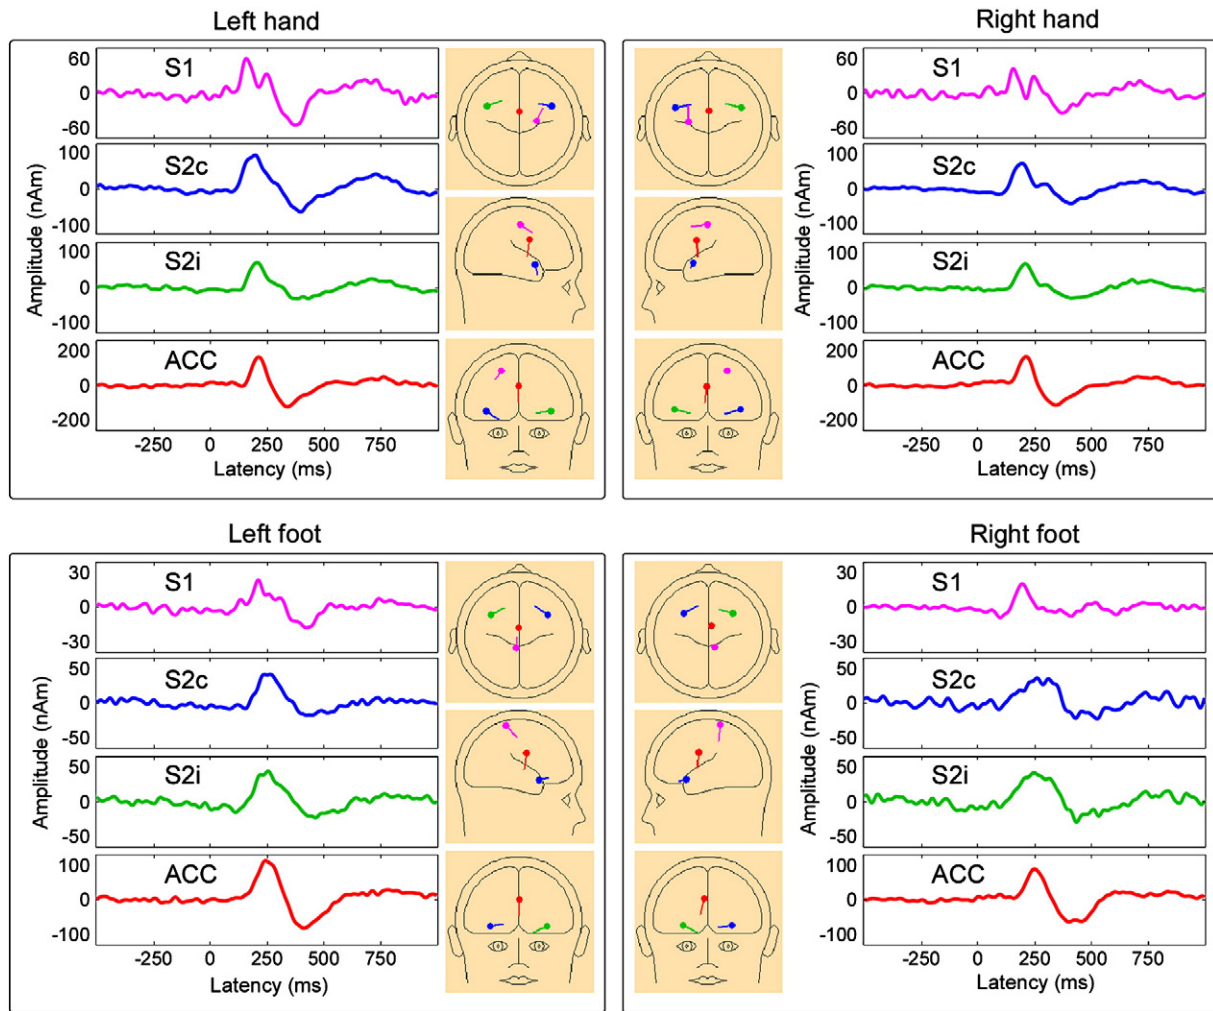 Left hand
Right hand
Amplitude (nAm)
60
0
-60
S1
100
0
-100
S2c
100
0
-100
S2i
200
0
-200
ACC
-250 0 250 500 750
Latency (ms)
Amplitude (nAm)
60
0
-60
S1
100
0
-100
S2c
100
0
-100
S2i
200
0
-200
ACC
-250 0 250 500 750
Latency (ms)
Left foot
Right foot
Amplitude (nAm)
30
0
-30
S1
50
0
-50
S2c
50
0
-50
S2i
100
0
-100
ACC
-250 0 250 500 750
Latency (ms)
Amplitude (nAm)
30
0
-30
S1
50
0
-50
S2c
50
0
-50
S2i
100
0
-100
ACC
-250 0 250 500 750
Latency (ms)